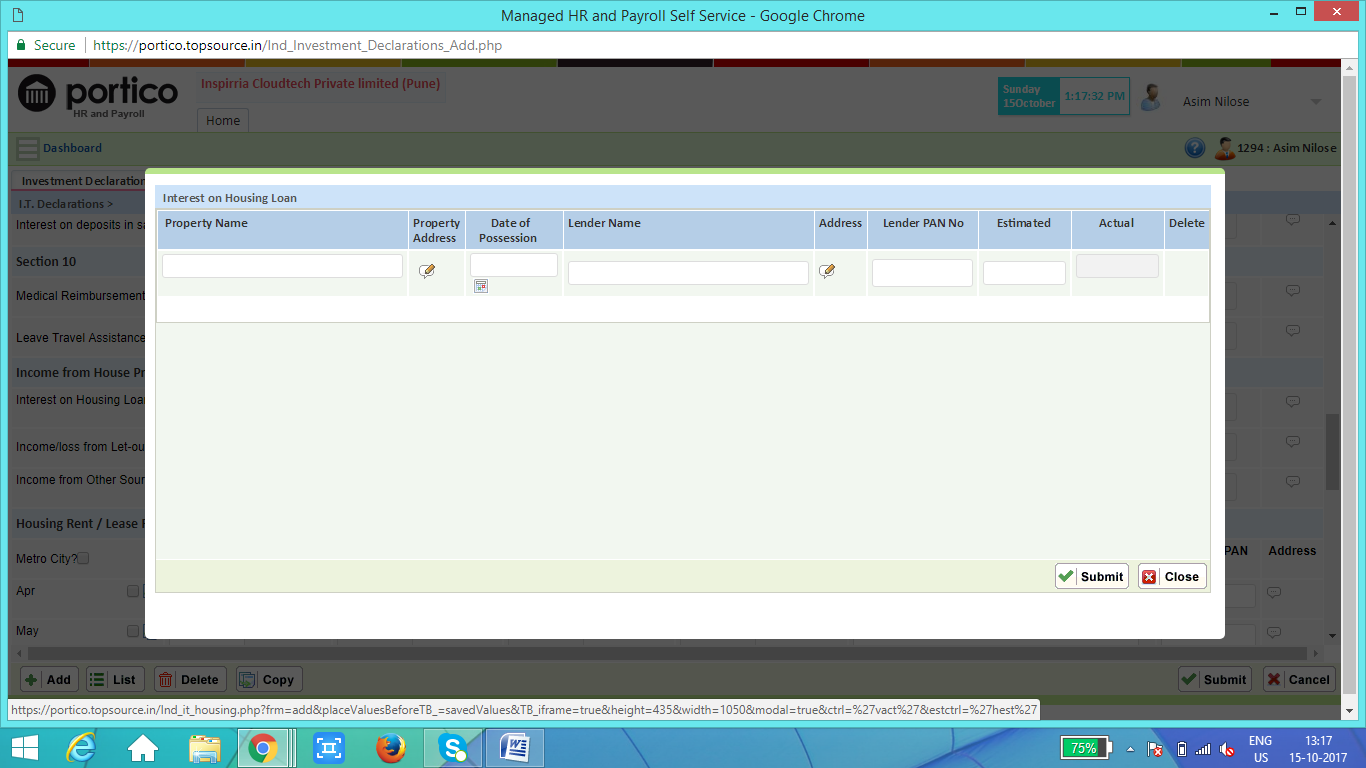 Managed HR and Payroll Self Service - Google Chrome
Secure https://portico.topsource.in/Ind_Investment_Declarations_Add.php
portico
HR and Payroll
Inspirria Cloudtech Private limited (Pune)
Home
Sunday
15October
1:17:32 PM
Asim Nilose
Dashboard
? 1294 : Asim Nilose
Investment Declaration
I.T. Declarations >
Interest on deposits in sa
Section 10
Medical Reimbursement
Leave Travel Assistance
Income from House Pr
Interest on Housing Loa
Income/loss from Let-ou
Income from Other Sour
Housing Rent / Lease R
Metro City?
PAN Address
Apr
May
Interest on Housing Loan
Property Name Property Address Date of Possession Lender Name Address Lender PAN No Estimated Actual Delete
Submit Close
Add List Delete Copy Submit Cancel
https://portico.topsource.in/Ind_it_housing.php?frm=add&placeValuesBeforeTB_=savedValues&TB_iframe=true&height=435&width=1050&modal=true&ctrl=%27vact%27&estctrl=%27hest%27
75%
ENG
US
13:17
15-10-2017